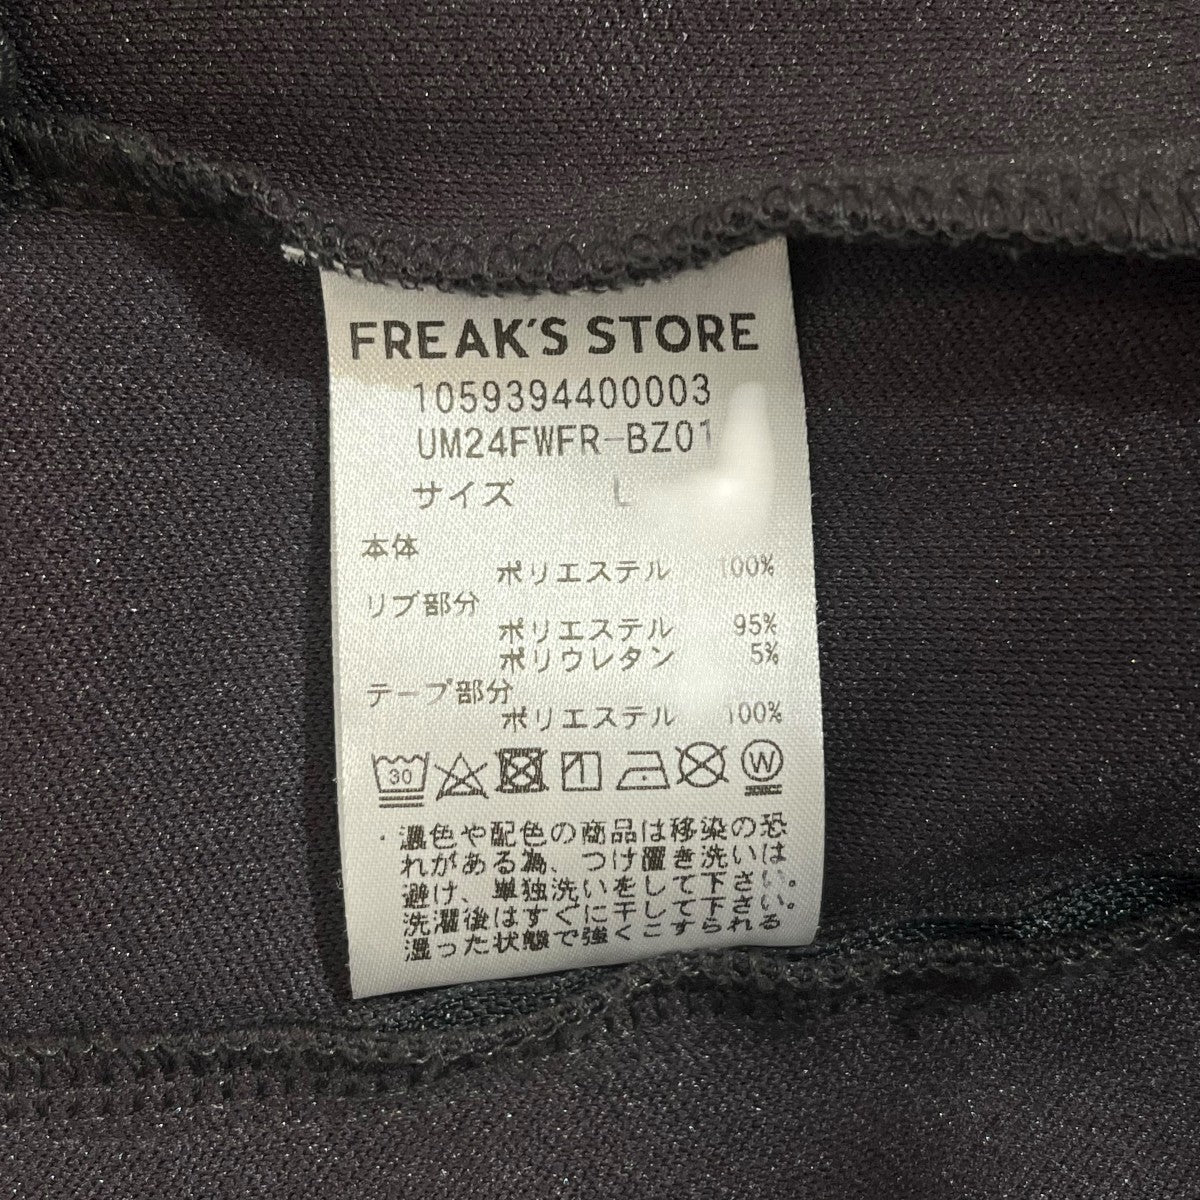 FREAK'S STORE
1059394400003
UM24FWFR-BZ01
サイズ L
本体
ポリエステル 100%
リブ部分
ポリエステル 95%
ポリウレタン 5%
テープ部分
ポリエステル 100%
30 W
・濃色や配色の商品は移染の恐
れがある為、つけ置き洗いは
避け、単独洗いをして下さい。
洗濯後はすぐに干して下さい。
湿った状態で強くこすられる